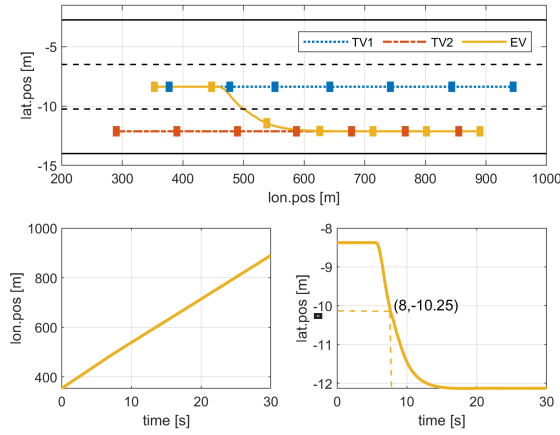 -5
-10
-15
lat.pos [m]
TV1 TV2 EV
200 300 400 500 600 700 800 900 1000
lon.pos [m]
1000
800
600
400
lon.pos [m]
0 10 20 30
time [s]
-8
-9
-10
-11
-12
lat.pos [m]
(8,-10.25)
0 10 20 30
time [s]